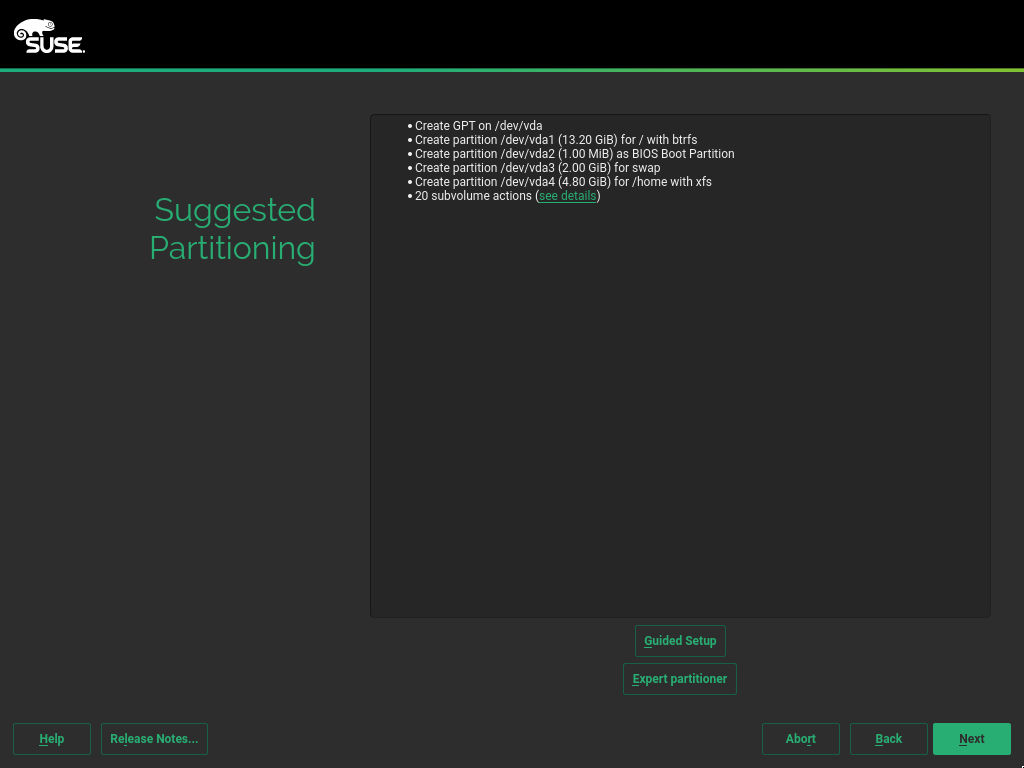 SUSE.
Suggested
Partitioning
• Create GPT on /dev/vda
• Create partition /dev/vda1 (13.20 GiB) for / with btrfs
• Create partition /dev/vda2 (1.00 MiB) as BIOS Boot Partition
• Create partition /dev/vda3 (2.00 GiB) for swap
• Create partition /dev/vda4 (4.80 GiB) for /home with xfs
• 20 subvolume actions (see details)
Guided Setup
Expert partitioner
Help
Release Notes...
Abort
Back
Next